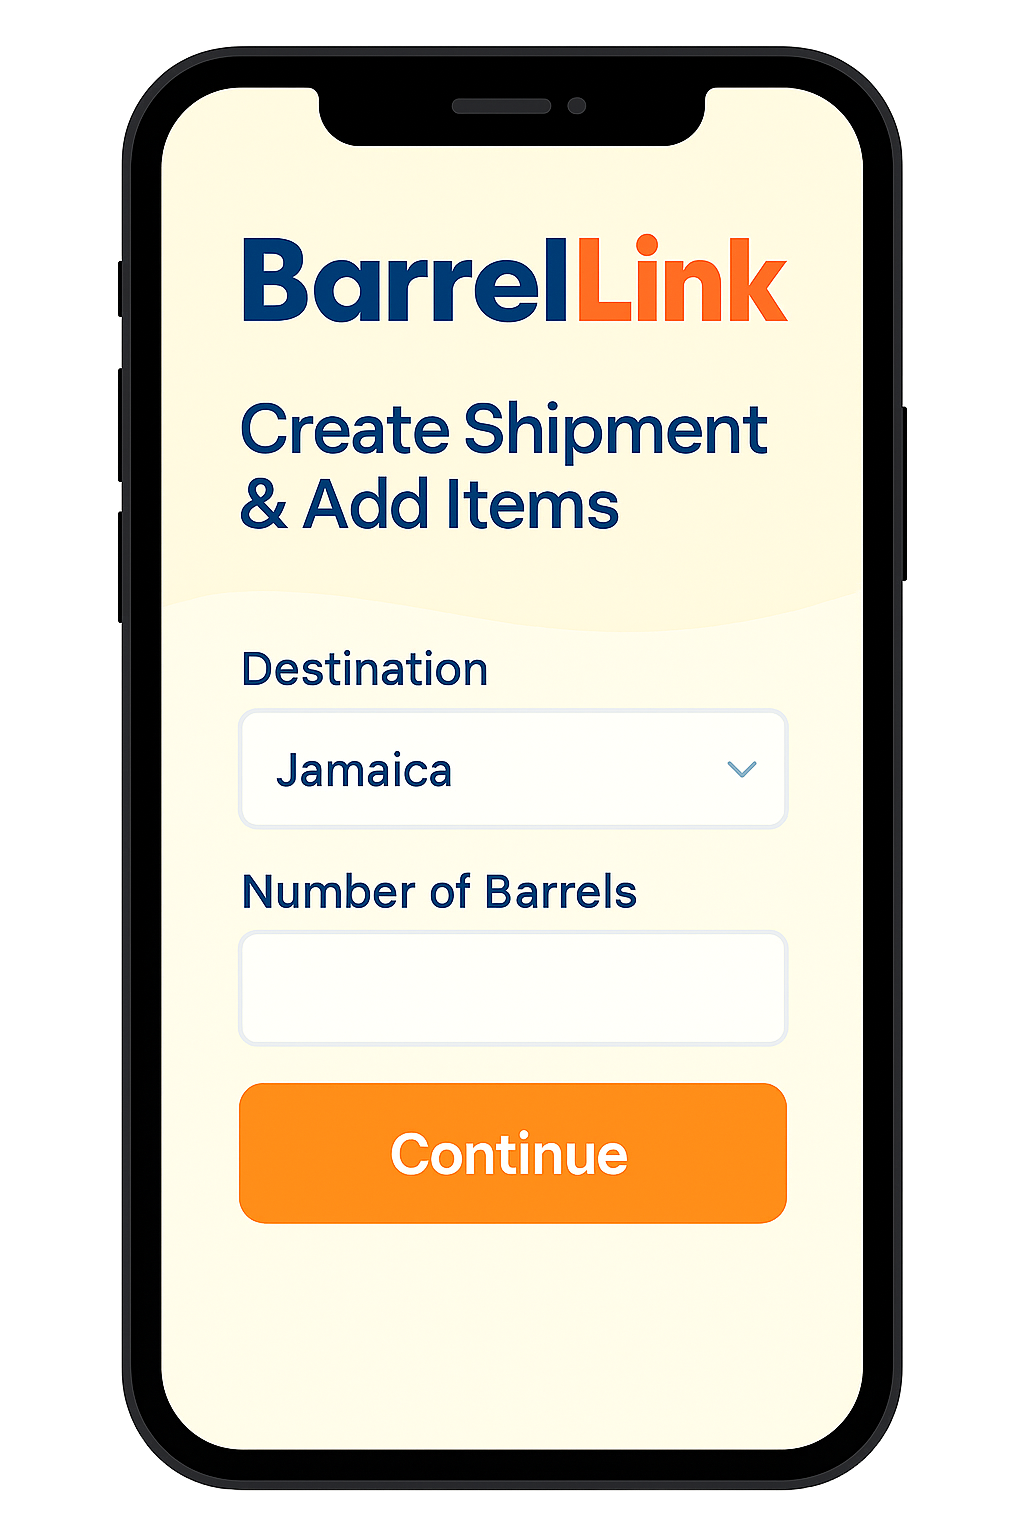 BarrelLink
Create Shipment
& Add Items
Destination
Jamaica
Number of Barrels
Continue